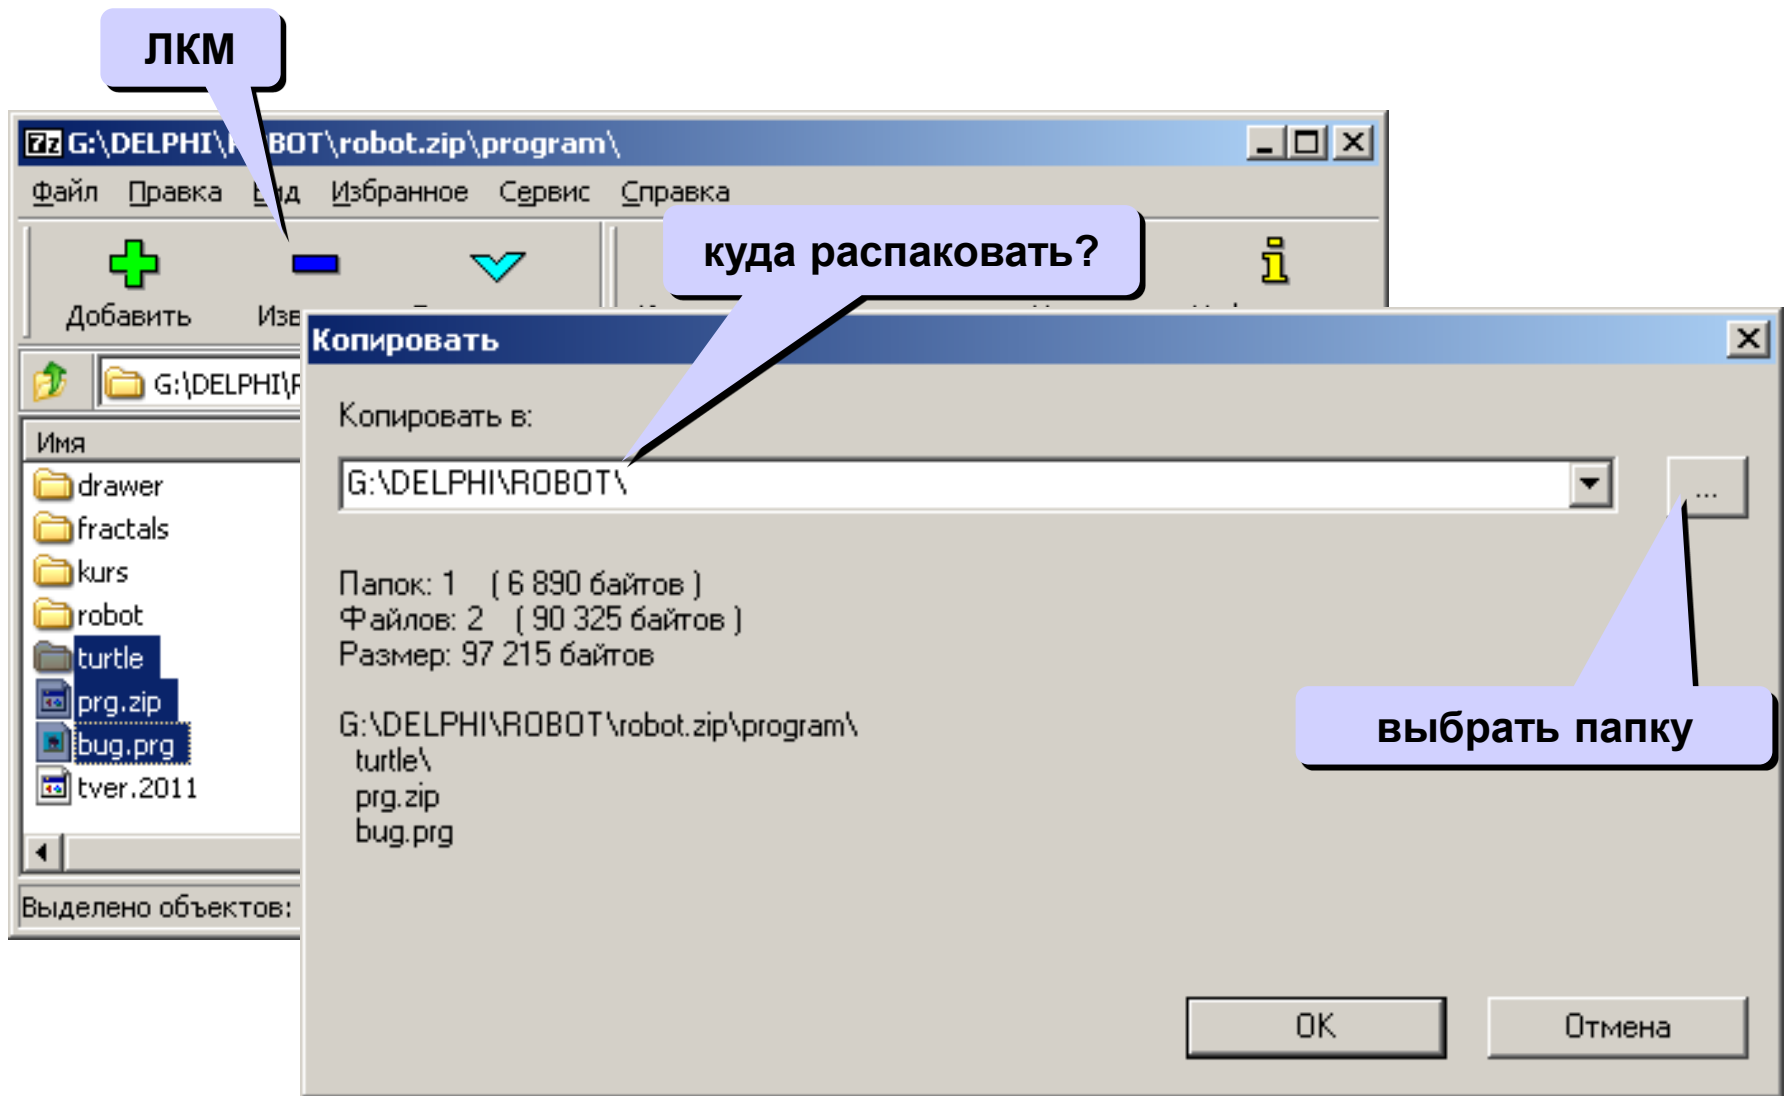 ЛКМ
G:\DELPHI\ROBOT\robot.zip\program\
Файл Правка Вид Избранное Сервис Справка
куда распаковать?
Добавить
Копировать
G:\DELPHI\
Копировать в:
Имя
G:\DELPHI\ROBOT\
...
drawer
fractals
kurs
robot
turtle
prg.zip
bug.prg
tver.2011
Папок: 1 ( 6 890 байтов )
Файлов: 2 ( 90 325 байтов )
Размер: 97 215 байтов
G:\DELPHI\ROBOT\robot.zip\program\
turtle\
prg.zip
bug.prg
выбрать папку
Выделено объектов:
OK
Отмена